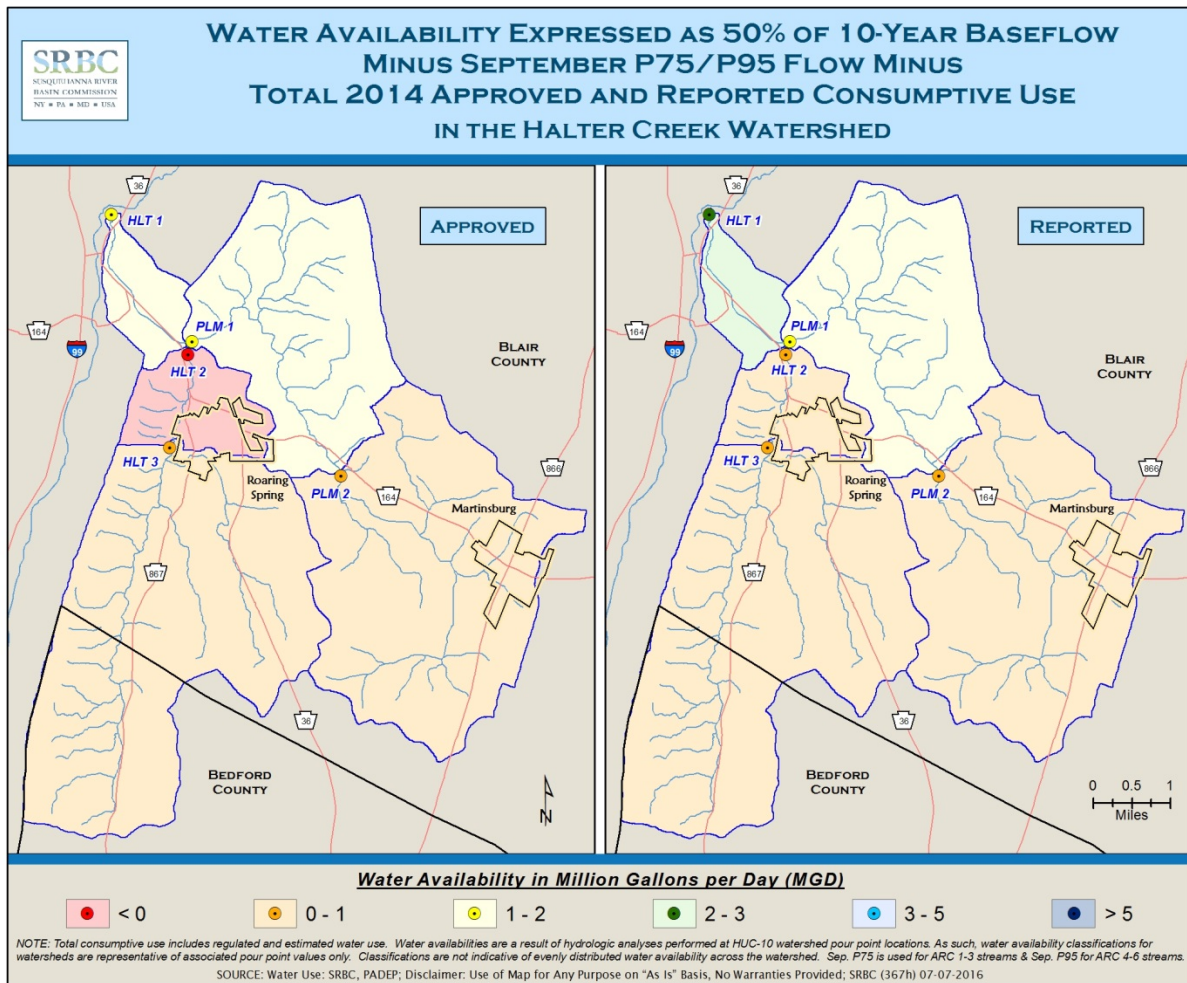 SRBC
SUSQUEHANNA RIVER
BASIN COMMISSION
NY ▪ PA ▪ MD ▪ USA
WATER AVAILABILITY EXPRESSED AS 50% OF 10-YEAR BASEFLOW
MINUS SEPTEMBER P75/P95 FLOW MINUS
TOTAL 2014 APPROVED AND REPORTED CONSUMPTIVE USE
IN THE HALTER CREEK WATERSHED
36
HLT 1
APPROVED
164
99
PLM 1
HLT 2
BLAIR
COUNTY
HLT 3
Roaring
Spring
PLM 2
866
164
Martinsburg
867
36
BEDFORD
COUNTY
N
36
HLT 1
REPORTED
164
99
PLM 1
HLT 2
BLAIR
COUNTY
HLT 3
Roaring
Spring
PLM 2
866
164
Martinsburg
867
36
BEDFORD
COUNTY
0 0.5 1
Miles
Water Availability in Million Gallons per Day (MGD)
< 0 0 - 1 1 - 2 2 - 3 3 - 5 > 5
NOTE: Total consumptive use includes regulated and estimated water use. Water availabilities are a result of hydrologic analyses performed at HUC-10 watershed pour point locations. As such, water availability classifications for
watersheds are representative of associated pour point values only. Classifications are not indicative of evenly distributed water availability across the watershed. Sep. P75 is used for ARC 1-3 streams & Sep. P95 for ARC 4-6 streams.
SOURCE: Water Use: SRBC, PADEP; Disclaimer: Use of Map for Any Purpose on "As Is" Basis, No Warranties Provided; SRBC (367h) 07-07-2016